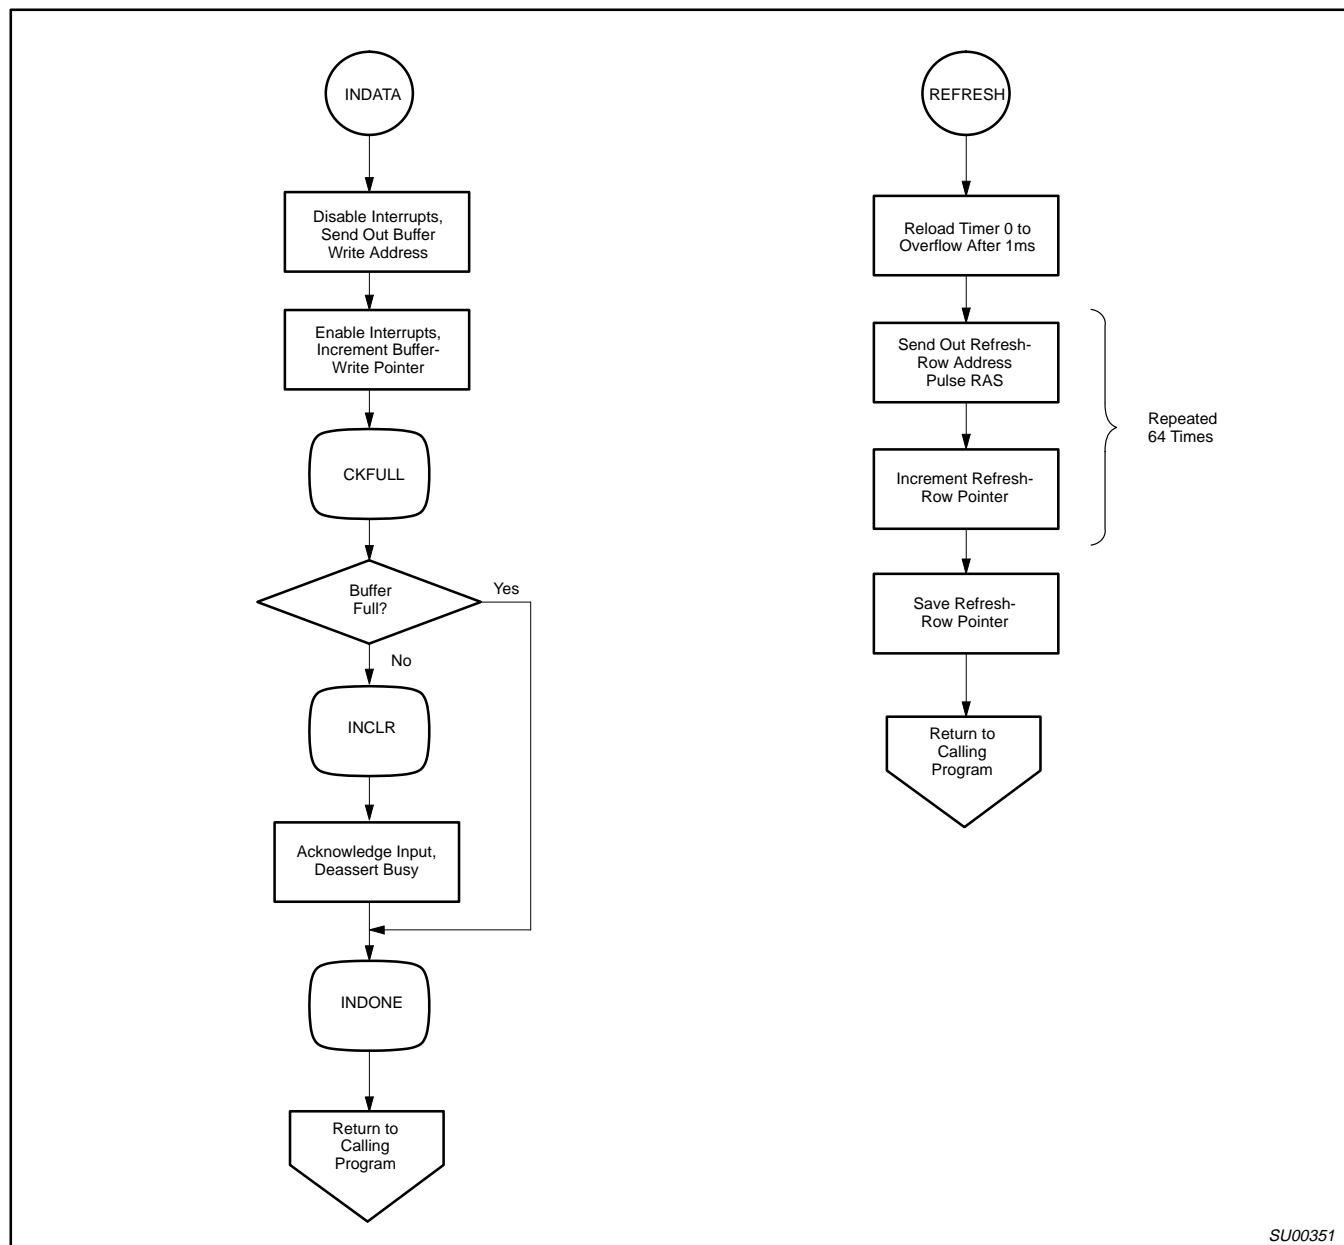 INDATA
Disable Interrupts,
Send Out Buffer
Write Address
Enable Interrupts,
Increment Buffer-
Write Pointer
CKFULL
Buffer
Full?
Yes
No
INCLR
Acknowledge Input,
Deassert Busy
INDONE
Return to
Calling
Program
REFRESH
Reload Timer 0 to
Overflow After 1ms
Send Out Refresh-
Row Address
Pulse RAS
Increment Refresh-
Row Pointer
Repeated
64 Times
Save Refresh-
Row Pointer
Return to
Calling
Program
SU00351